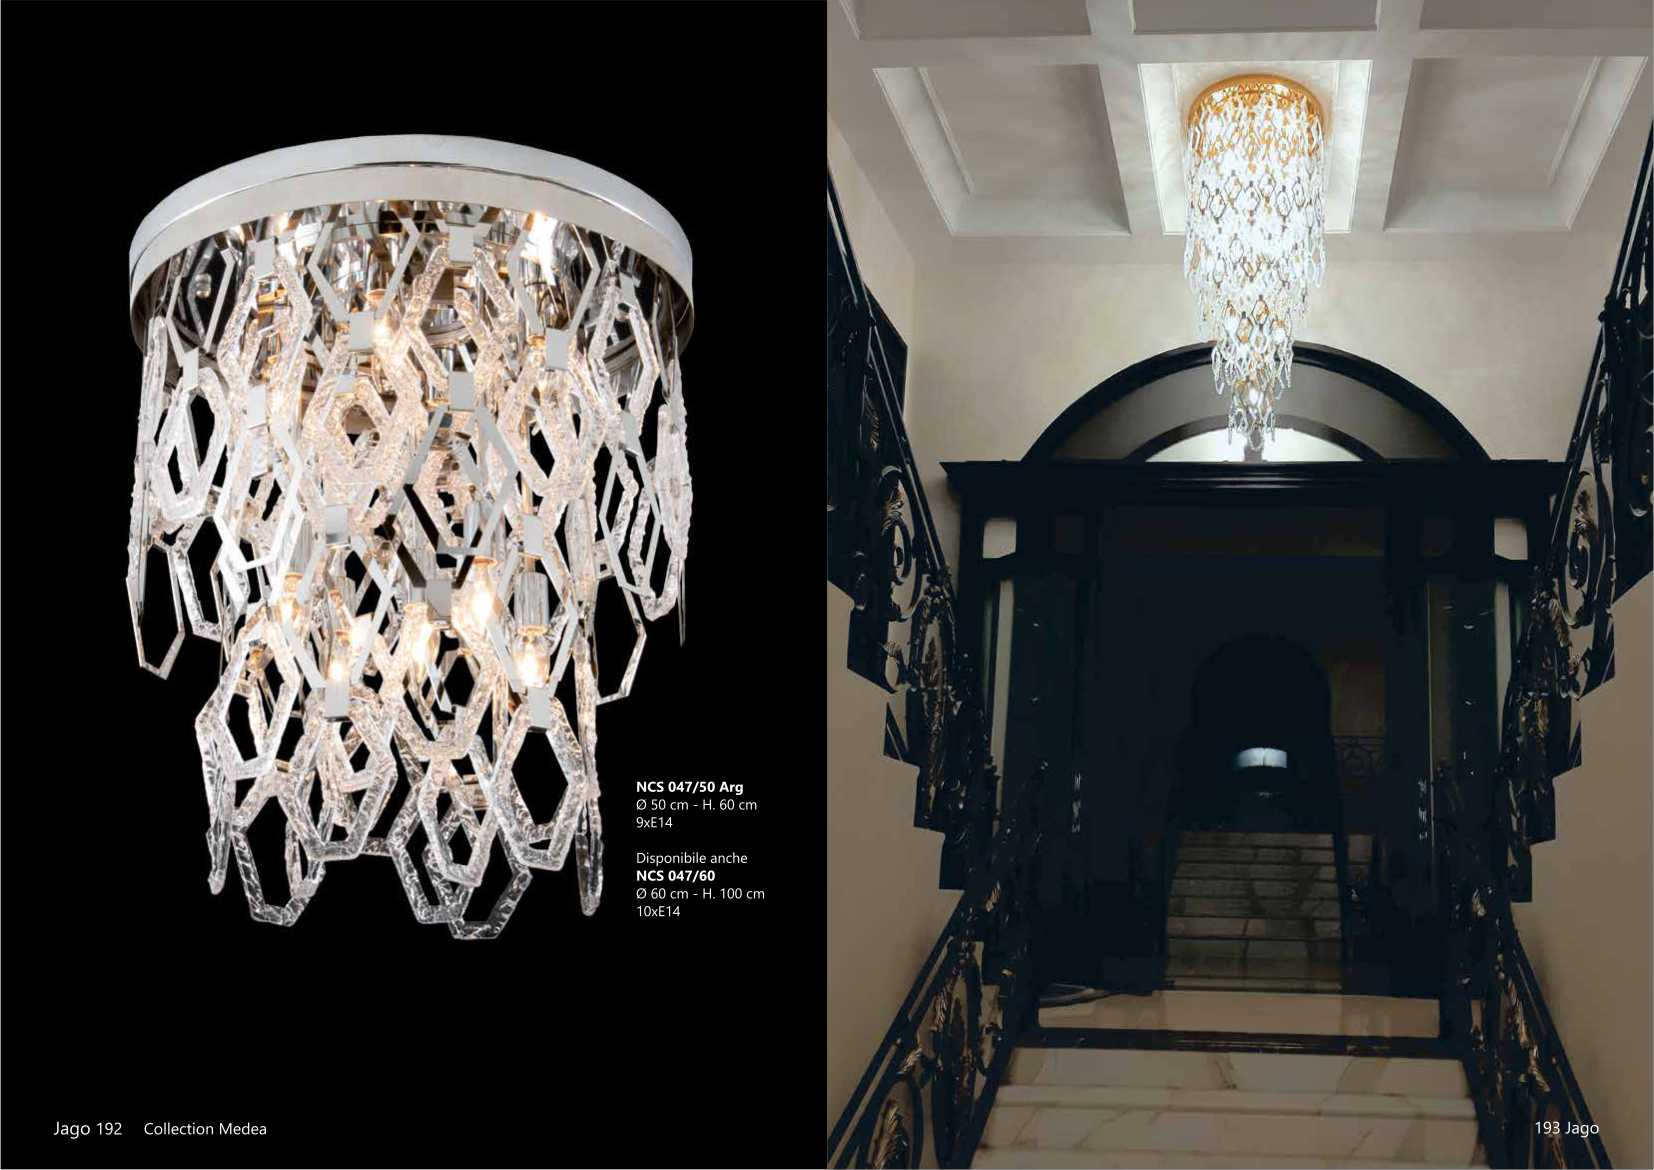 NCS 047/50 Arg
Ø 50 cm - H. 60 cm
9xE14
Disponibile anche
NCS 047/60
Ø 60 cm - H. 100 cm
10xE14
Jago 192 Collection Medea
193 Jago